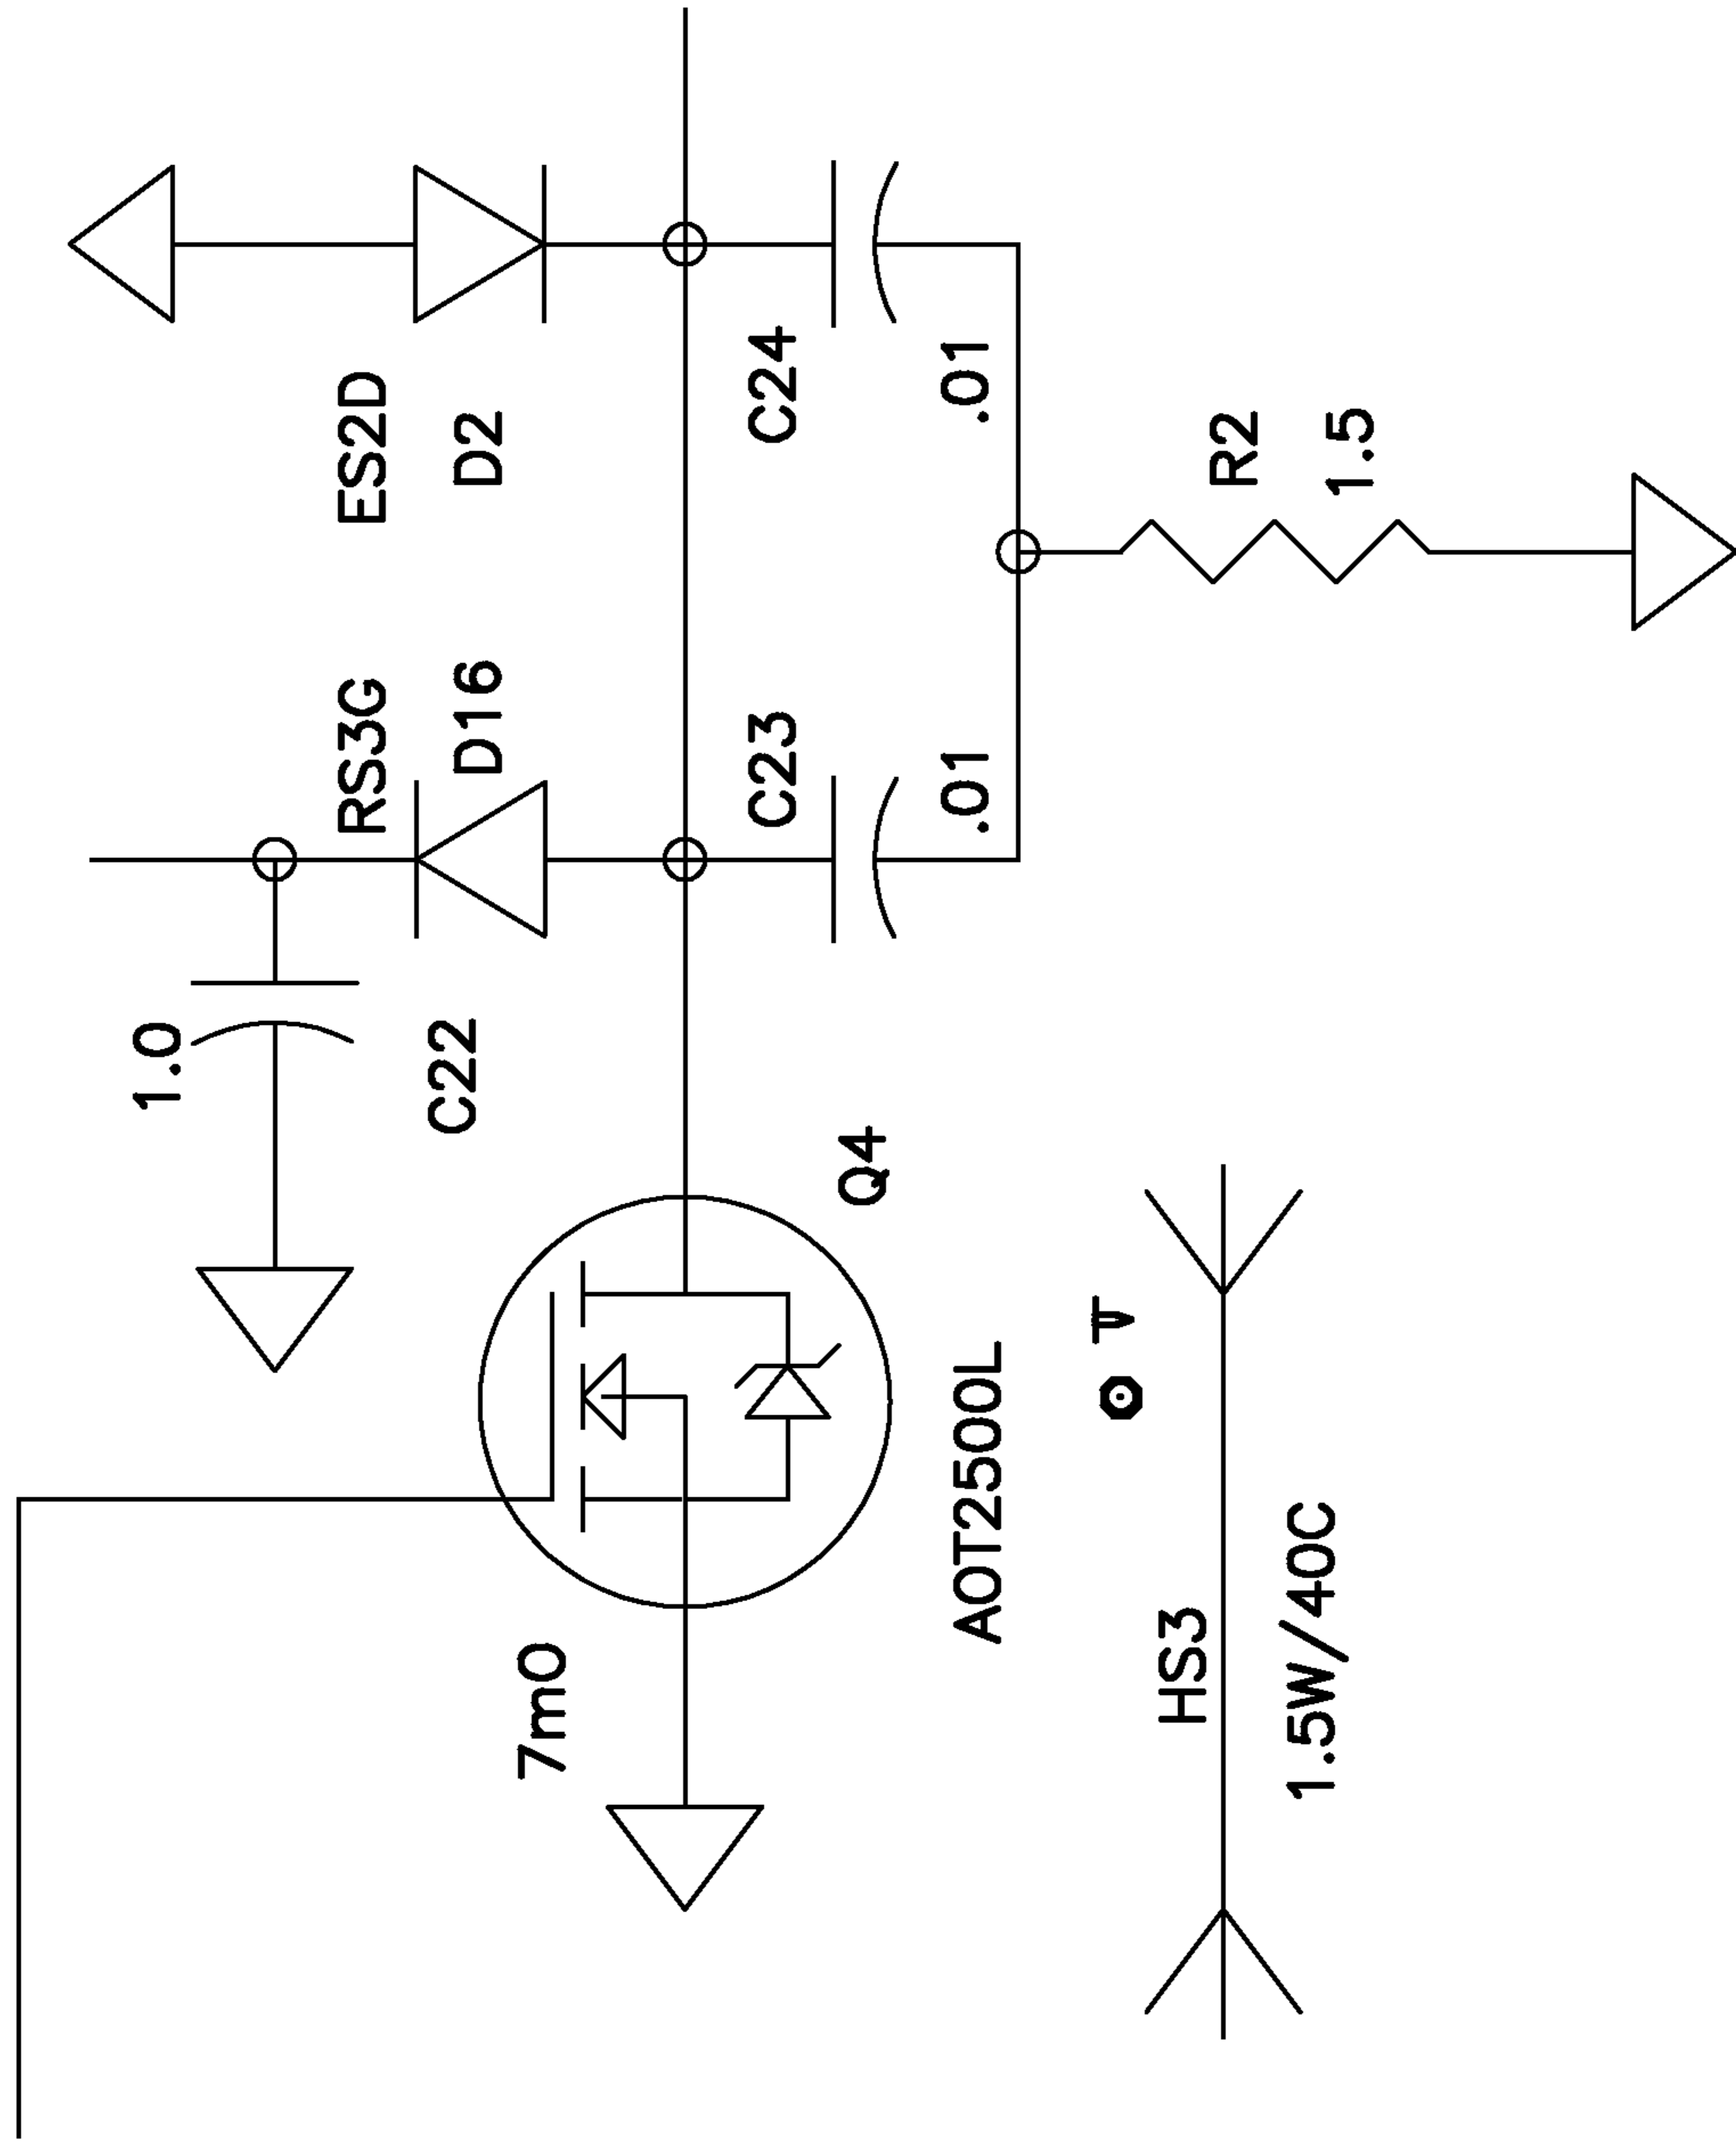 1.0
RS3G
ES2D
C22
D16
D2
7mO
C23
C24
Q4
.01
.01
AOT2500L
HS3
R2
1.5W/40C
1.5